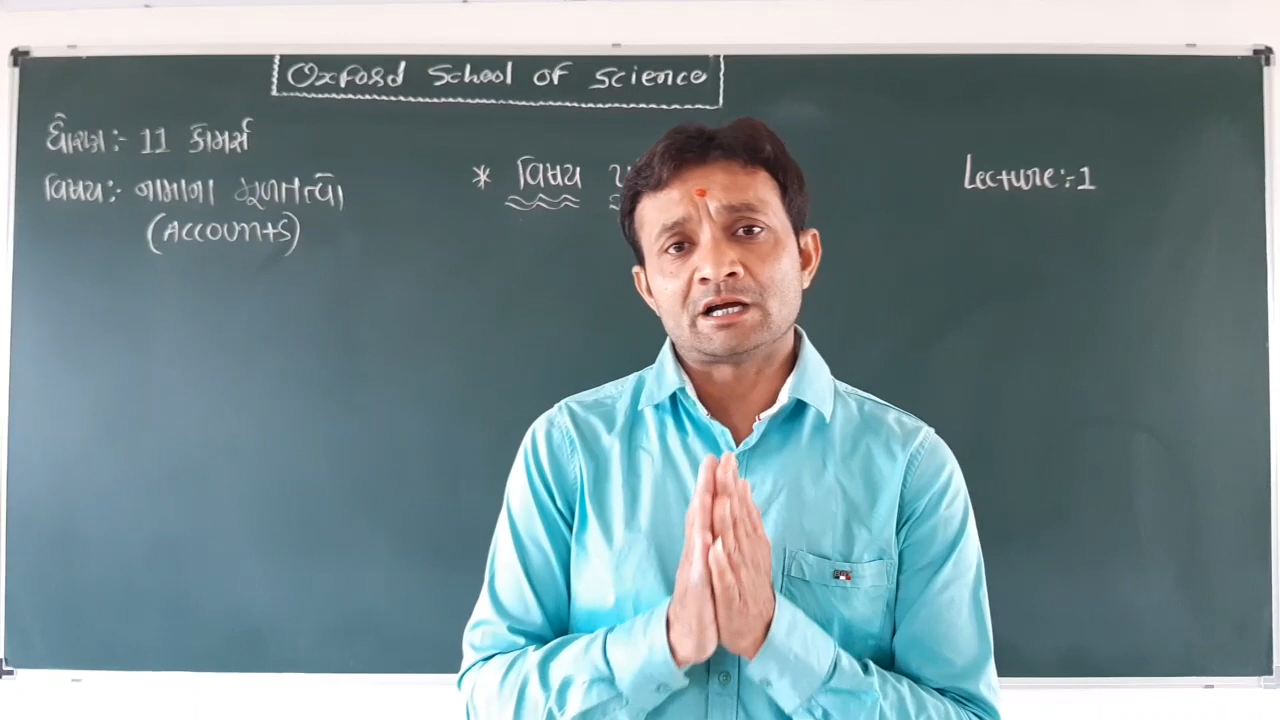 Oxford School of Science
ધોરણ :- 11 કોમર્સ
* વિષય
Lecture :- 1
વિષય :- નામાના મૂળતત્વો
(Accounts)